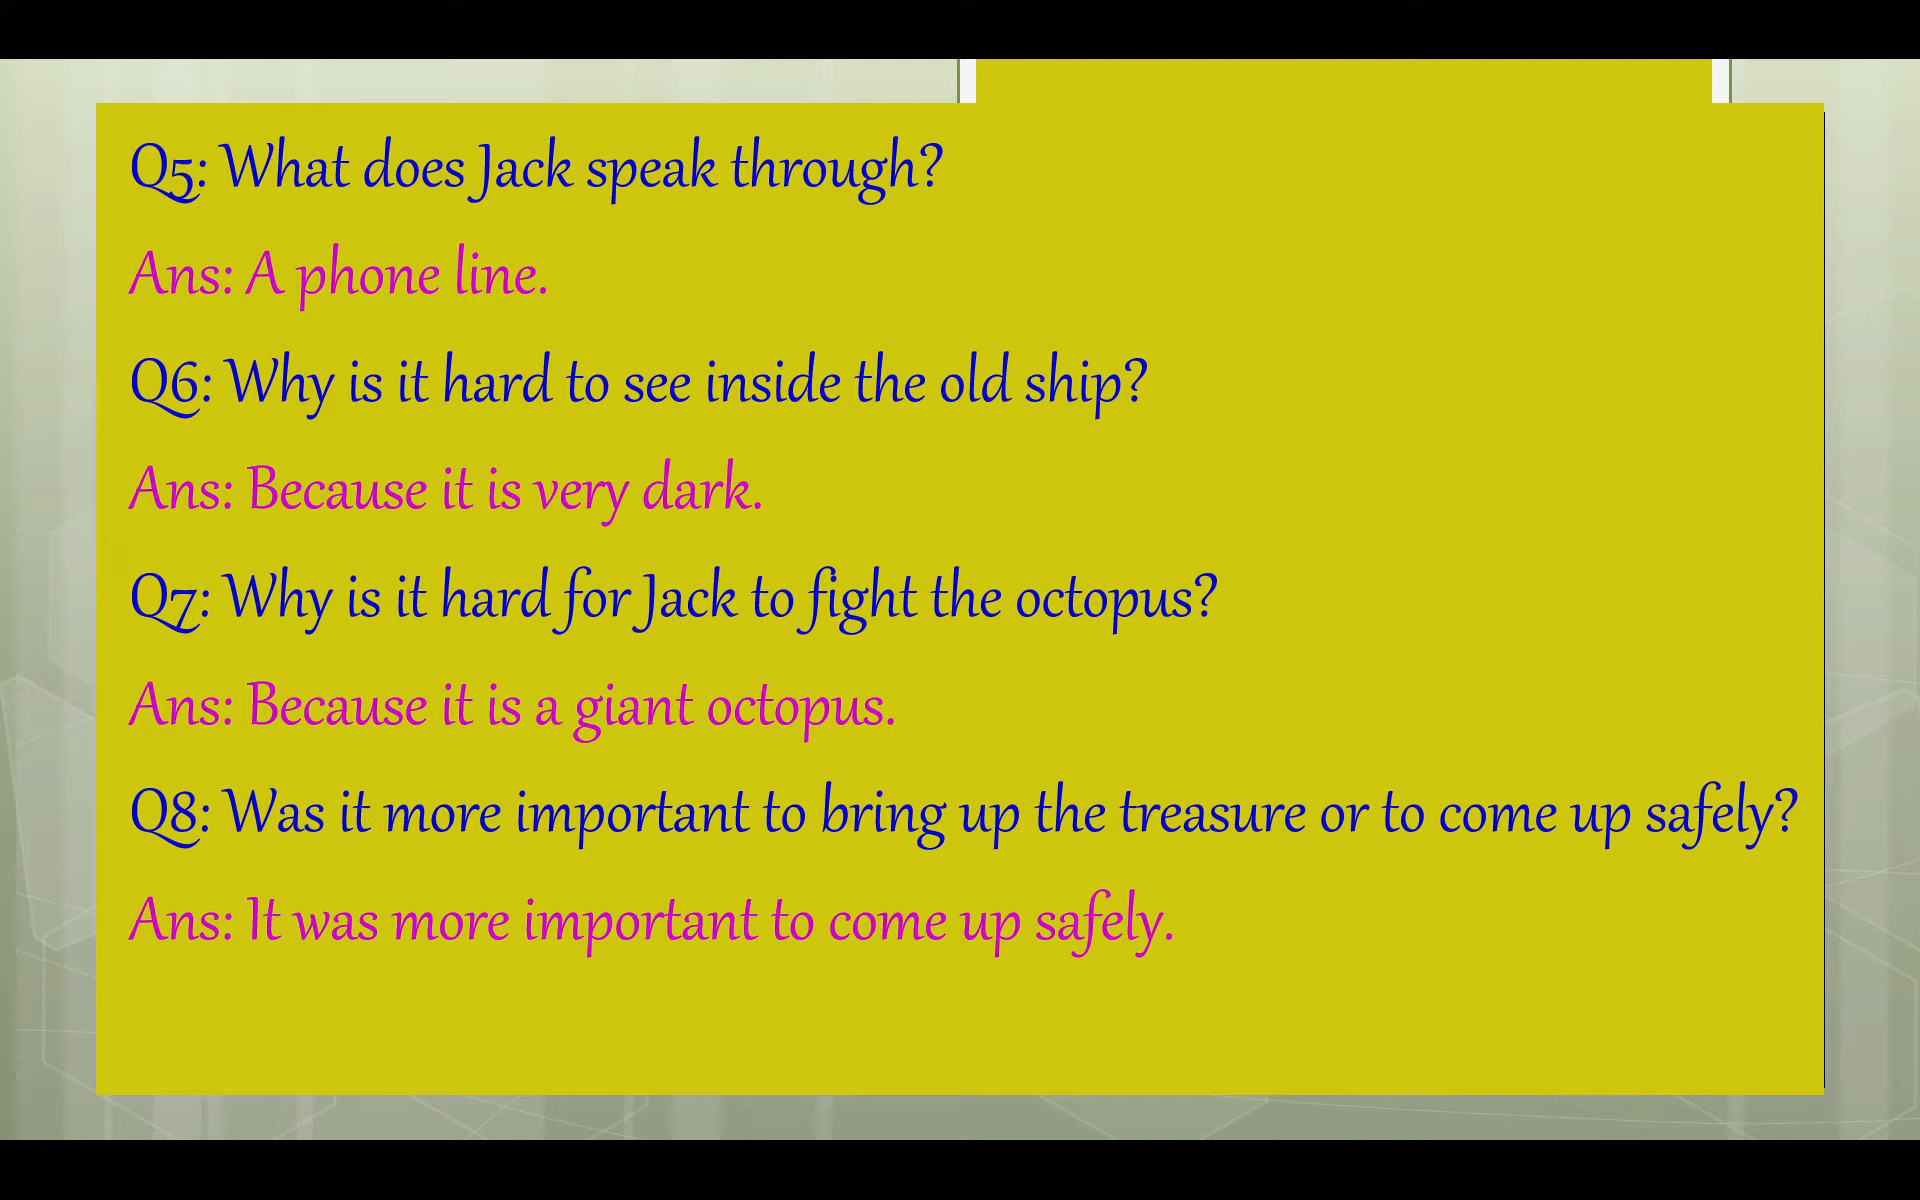 Q5: What does Jack speak through?
Ans: A phone line.
Q6: Why is it hard to see inside the old ship?
Ans: Because it is very dark.
Q7: Why is it hard for Jack to fight the octopus?
Ans: Because it is a giant octopus.
Q8: Was it more important to bring up the treasure or to come up safely?
Ans: It was more important to come up safely.